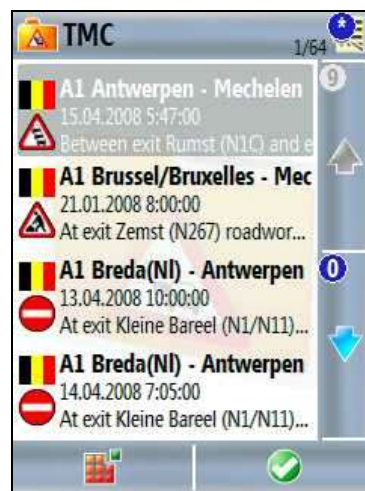 TMC
1/64
*
9
A1 Antwerpen - Mechelen
15.04.2008 5:47:00
Between exit Rumst (N1C) and e
A1 Brussel/Bruxelles - Mec
21.01.2008 8:00:00
At exit Zemst (N267) roadwor...
A1 Breda(Nl) - Antwerpen
13.04.2008 10:00:00
At exit Kleine Bareel (N1/N11)...
0
A1 Breda(Nl) - Antwerpen
14.04.2008 7:05:00
At exit Kleine Bareel (N1/N11)...